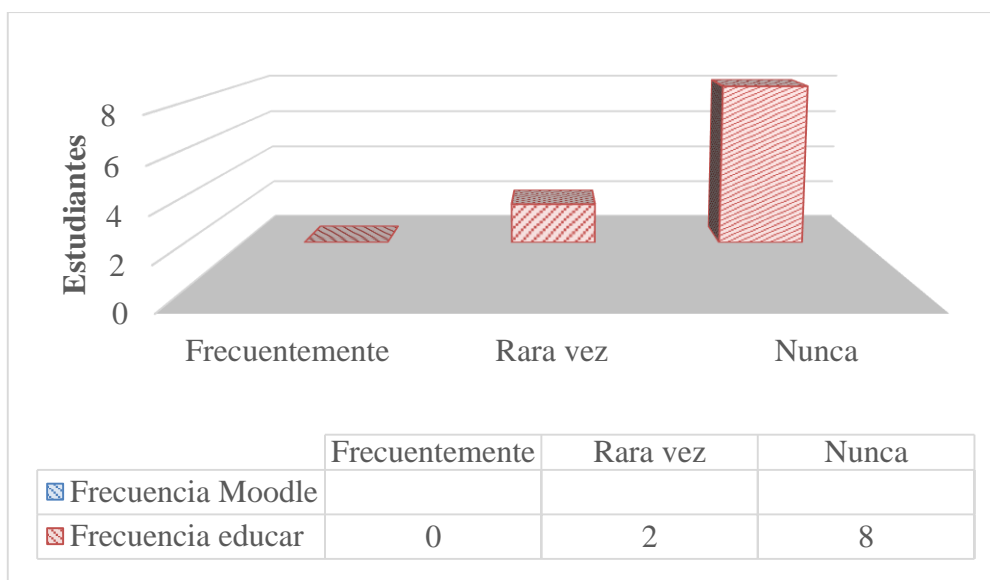 8
6
4
2
0
Estudiantes
Frecuentemente Rara vez Nunca
Frecuentemente Rara vez Nunca
Frecuencia Moodle
Frecuencia educar 0 2 8